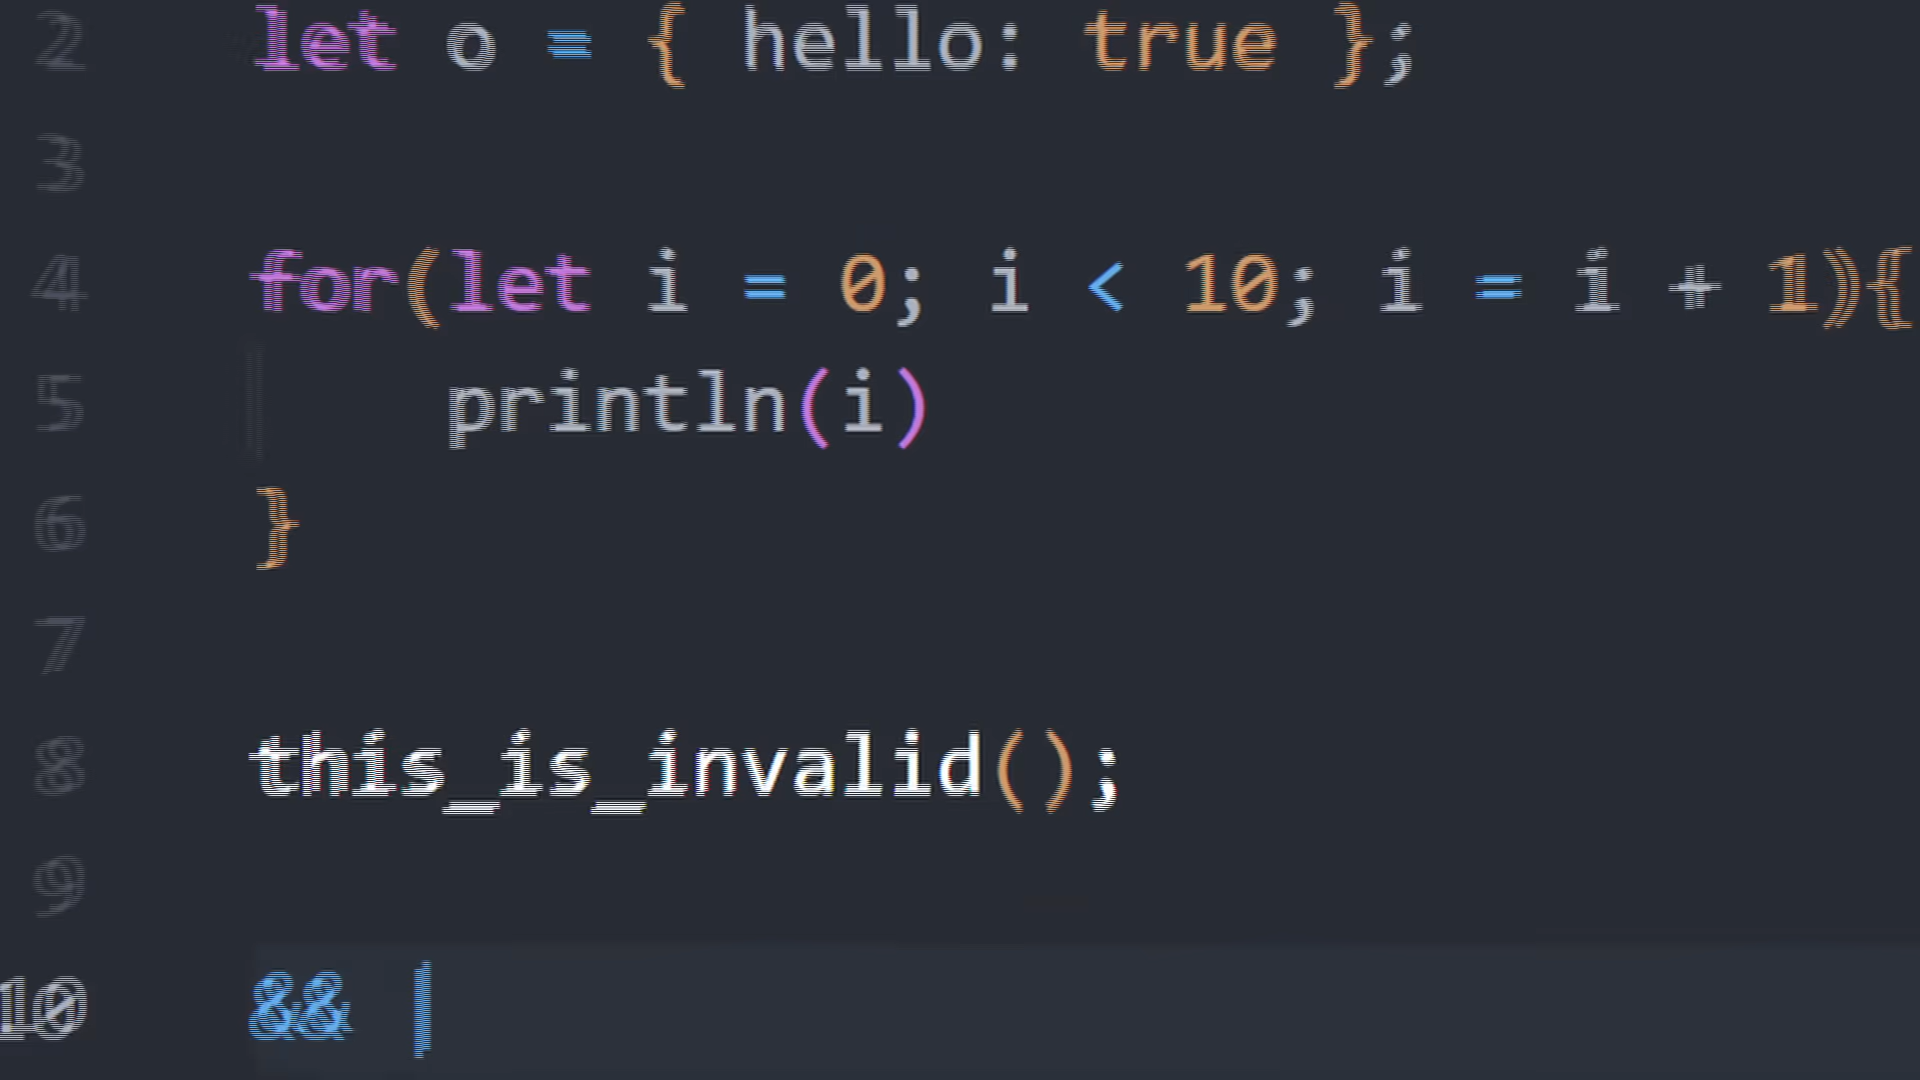 2 let o = { hello: true };
3
4 for(let i = 0; i < 10; i = i + 1){
5 println(i)
6 }
7
8 this_is_invalid();
9
10 &&